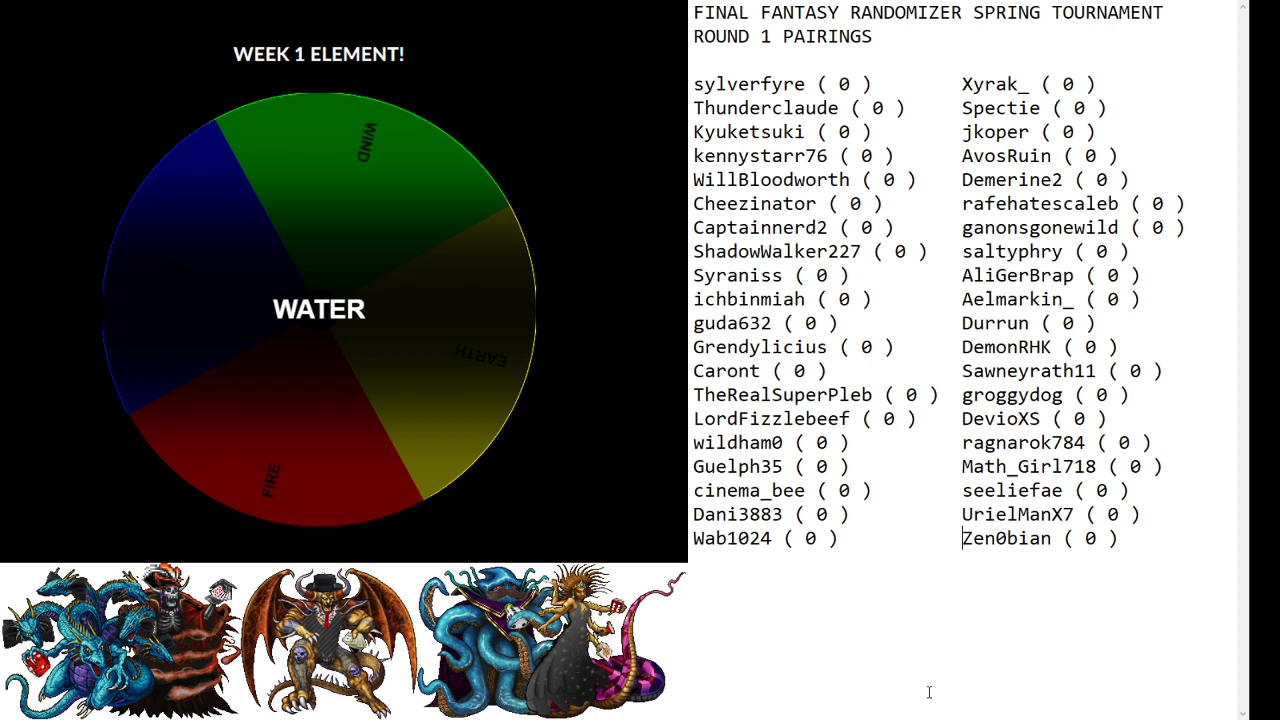 WEEK 1 ELEMENT!
WIND
WATER
WATER
EARTH
FIRE
FINAL FANTASY RANDOMIZER SPRING TOURNAMENT
ROUND 1 PAIRINGS
sylverfyre ( 0 ) Xyrak_ ( 0 )
Thunderclaude ( 0 ) Spectie ( 0 )
Kyuketsuki ( 0 ) jkoper ( 0 )
kennystarr76 ( 0 ) AvosRuin ( 0 )
WillBloodworth ( 0 ) Demerine2 ( 0 )
Cheezinator ( 0 ) rafehatescaleb ( 0 )
Captainnerd2 ( 0 ) ganonsgonewild ( 0 )
ShadowWalker227 ( 0 ) saltyphry ( 0 )
Syraniss ( 0 ) AliGerBrap ( 0 )
ichbinmiah ( 0 ) Aelmarkin_ ( 0 )
guda632 ( 0 ) Durrun ( 0 )
Grendylicius ( 0 ) DemonRHK ( 0 )
Caront ( 0 ) Sawneyrath11 ( 0 )
TheRealSuperPleb ( 0 ) groggydog ( 0 )
LordFizzlebeef ( 0 ) DevioXS ( 0 )
wildham0 ( 0 ) ragnarok784 ( 0 )
Guelph35 ( 0 ) Math_Girl718 ( 0 )
cinema_bee ( 0 ) seeliefae ( 0 )
Dani3883 ( 0 ) UrielManX7 ( 0 )
Wab1024 ( 0 ) Zen0bian ( 0 )